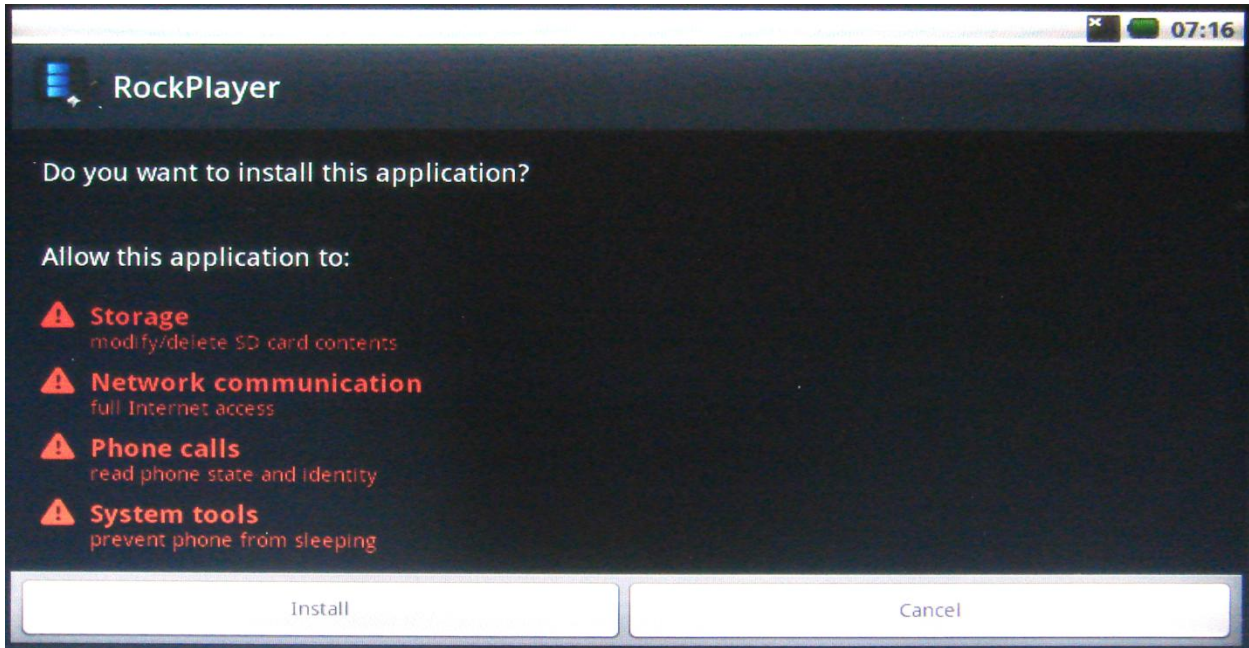 07:16
RockPlayer
Do you want to install this application?
Allow this application to:
Storage
modify/delete SD card contents
Network communication
full Internet access
Phone calls
read phone state and identity
System tools
prevent phone from sleeping
Install
Cancel